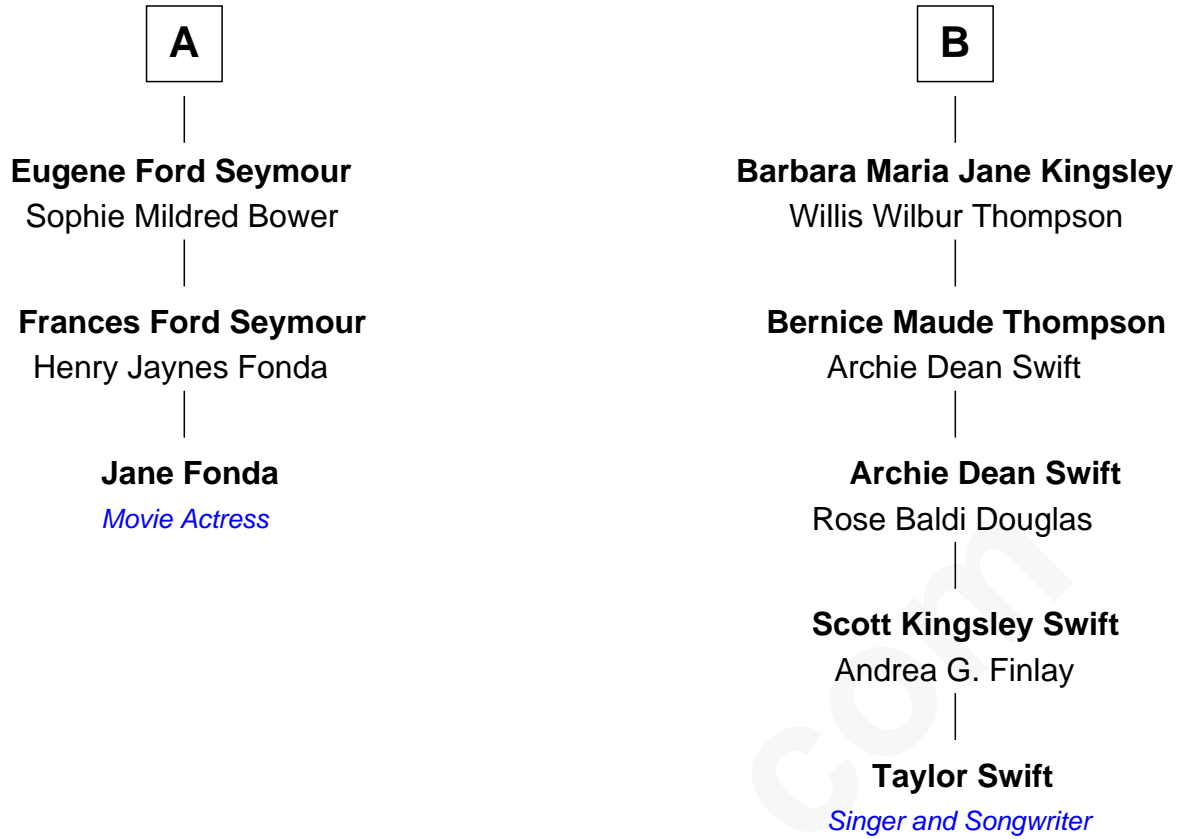 A
Eugene Ford Seymour
Sophie Mildred Bower
Frances Ford Seymour
Henry Jaynes Fonda
Jane Fonda
Movie Actress
B
Barbara Maria Jane Kingsley
Willis Wilbur Thompson
Bernice Maude Thompson
Archie Dean Swift
Archie Dean Swift
Rose Baldi Douglas
Scott Kingsley Swift
Andrea G. Finlay
Taylor Swift
Singer and Songwriter
com